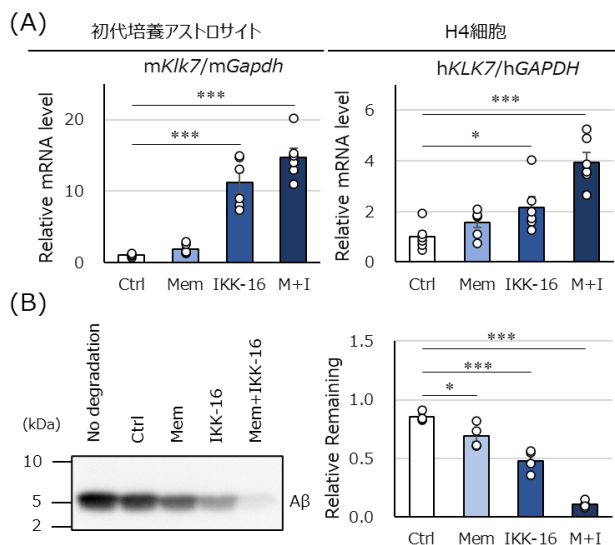 (A)
初代培養アストロサイト
mKlk7/mGapdh
Relative mRNA level
20
10
0
***
***
Ctrl Mem IKK-16 M+I
H4細胞
hKLK7/hGAPDH
Relative mRNA level
6
4
2
0
***
*
Ctrl Mem IKK-16 M+I
(B)
No degradation
Ctrl
Mem
IKK-16
Mem+IKK-16
(kDa)
10
5
2
Aβ
Relative Remaining
1.5
1.0
0.5
0.0
***
***
*
Ctrl Mem IKK-16 M+I